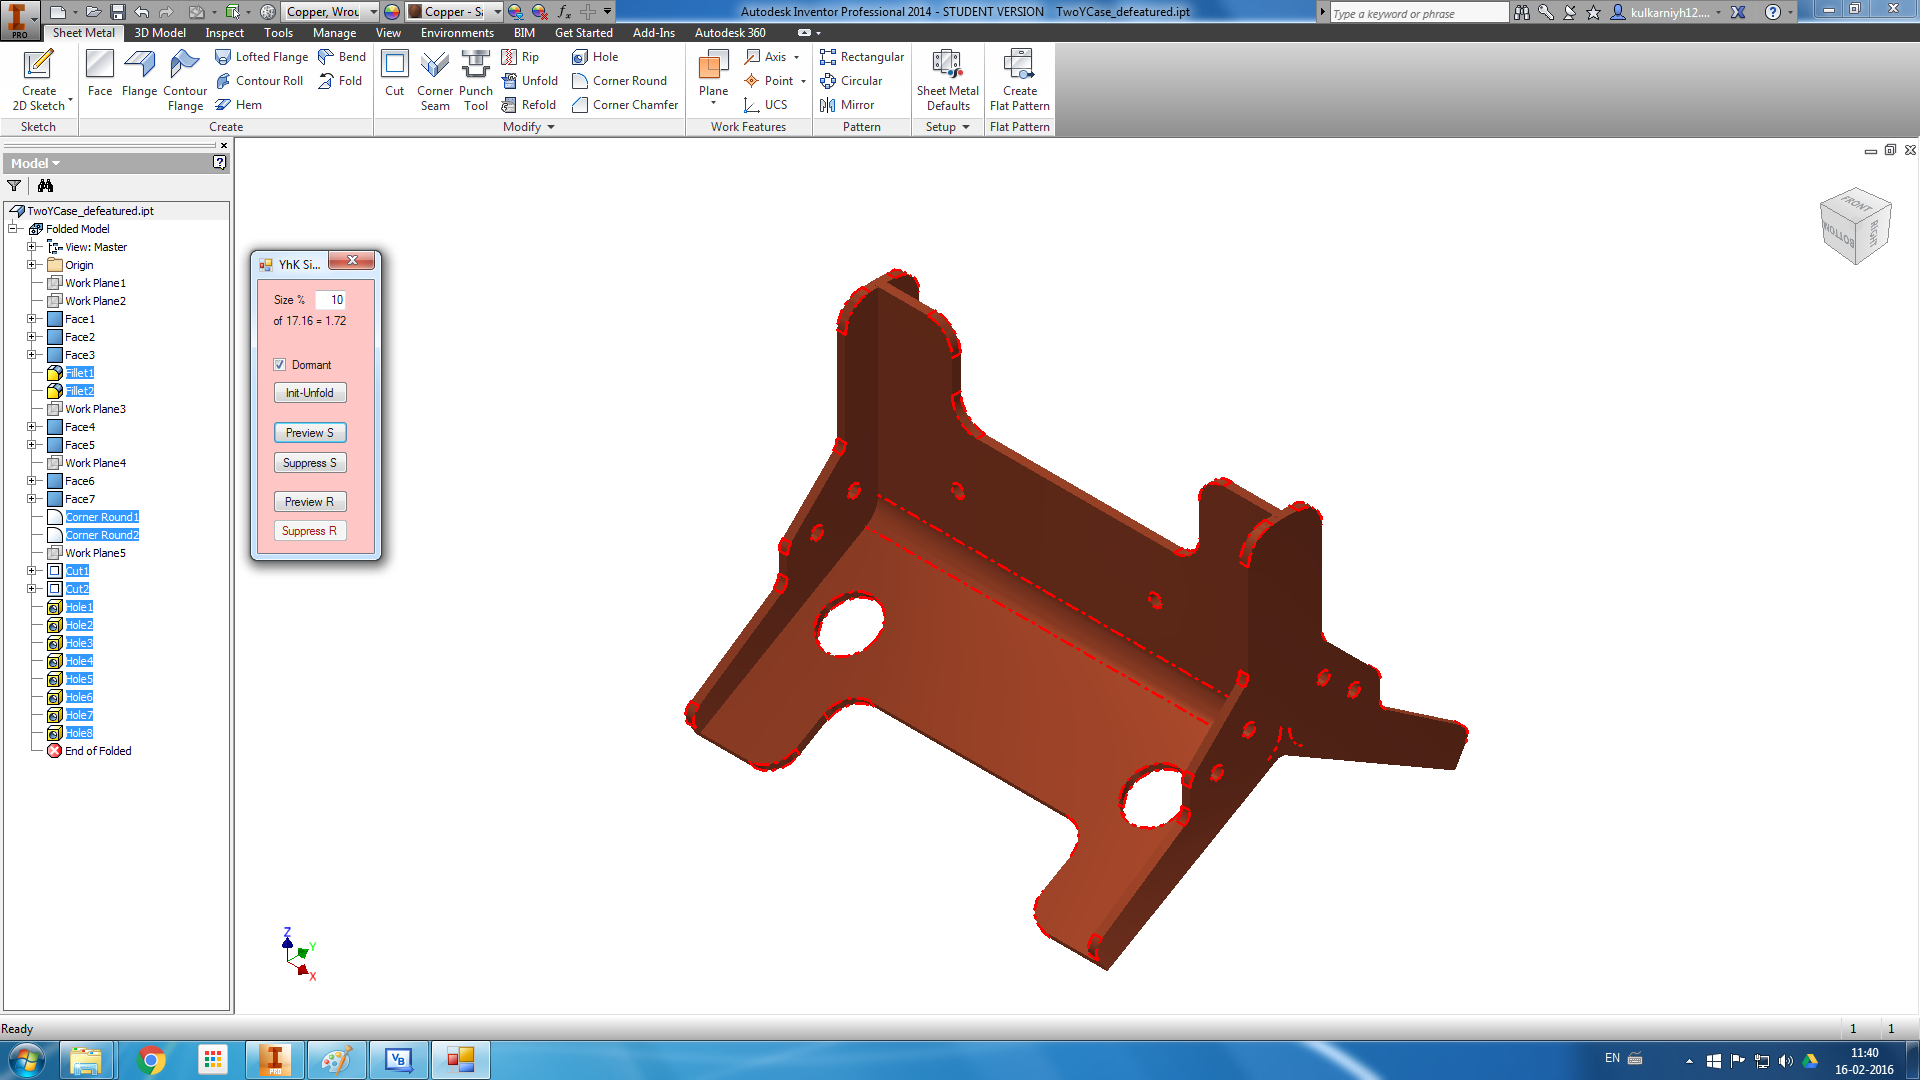 Copper, Wrou
Copper - Sa
Autodesk Inventor Professional 2014 - STUDENT VERSION TwoYCase_defeatured.ipt
Type a keyword or phrase
kulkarniyh12....
PRO
Sheet Metal 3D Model Inspect Tools Manage View Environments BIM Get Started Add-Ins Autodesk 360
Create
2D Sketch
Face
Flange
Contour
Flange
Lofted Flange
Contour Roll
Hem
Bend
Fold
Cut
Corner
Seam
Punch
Tool
Rip
Unfold
Refold
Hole
Corner Round
Corner Chamfer
Plane
Axis
Point
UCS
Rectangular
Circular
Mirror
Sheet Metal
Defaults
Create
Flat Pattern
Sketch Create Modify Work Features Pattern Setup Flat Pattern
Model
TwoYCase_defeatured.ipt
Folded Model
View: Master
Origin
Work Plane1
Work Plane2
Face1
Face2
Face3
Fillet1
Fillet2
Work Plane3
Face4
Face5
Work Plane4
Face6
Face7
Corner Round1
Corner Round2
Work Plane5
Cut1
Cut2
Hole1
Hole2
Hole3
Hole4
Hole5
Hole6
Hole7
Hole8
End of Folded
YhK Si...
Size % 10
of 17.16 = 1.72
Dormant
Init-Unfold
Preview S
Suppress S
Preview R
Suppress R
FRONT
BOTTOM
RIGHT
Z
Y
X
Ready
1 1
PRO
VB
EN
11:40
16-02-2016